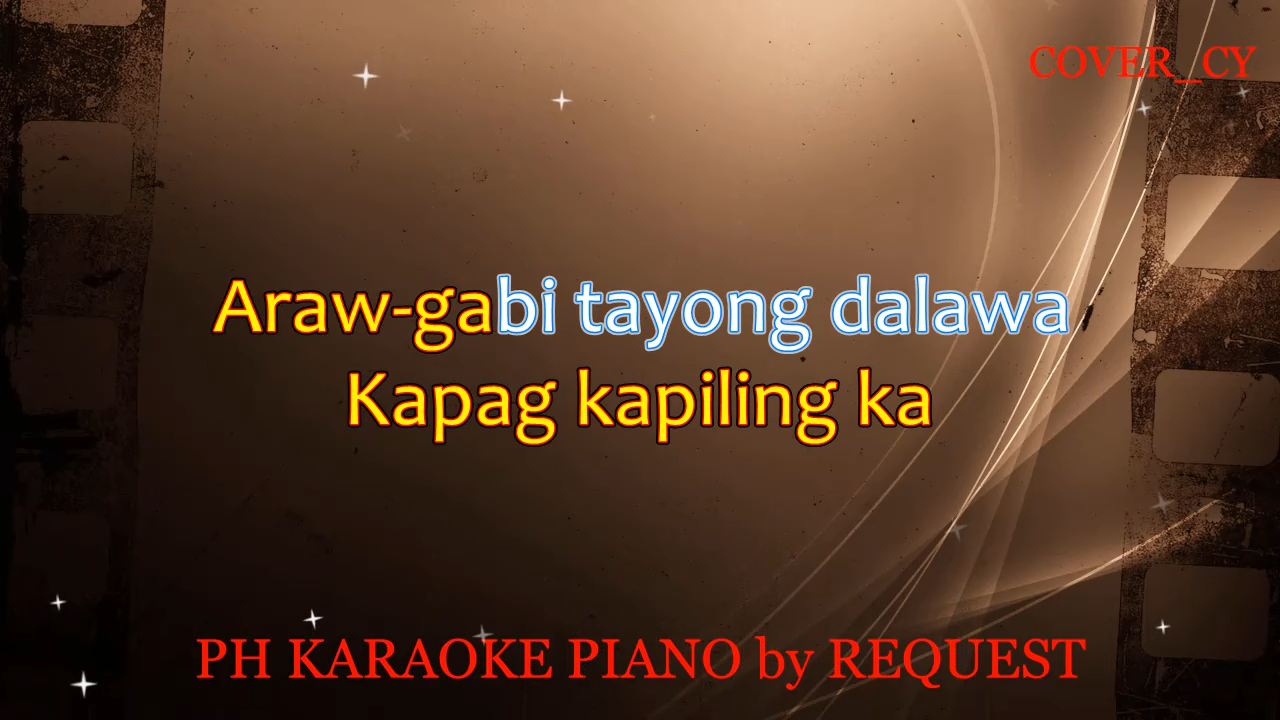 COVER_CY
Araw-gabi tayong dalawa
Kapag kapiling ka
PH KARAOKE PIANO by REQUEST